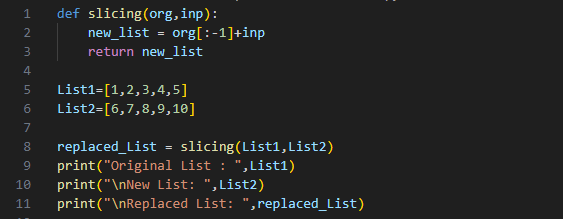 1 def slicing(org,inp):
2     new_list = org[:-1]+inp
3     return new_list
4
5 List1=[1,2,3,4,5]
6 List2=[6,7,8,9,10]
7
8 replaced_List = slicing(List1,List2)
9 print("Original List : ",List1)
10 print("\nNew List: ",List2)
11 print("\nReplaced List: ",replaced_List)